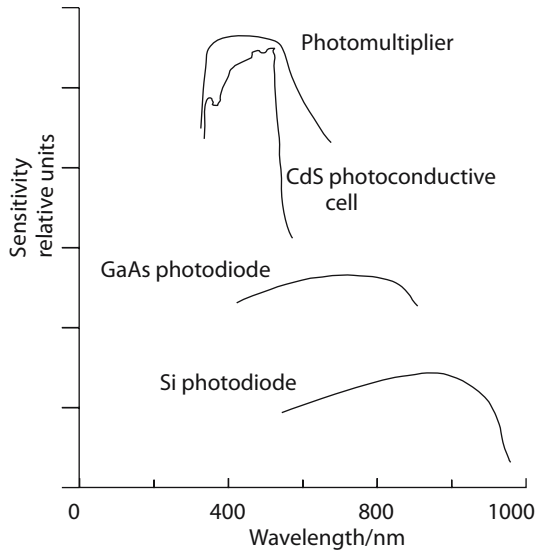 Photomultiplier
CdS photoconductive
cell
GaAs photodiode
Si photodiode
Sensitivity
relative units
0 400 800 1000
Wavelength/nm